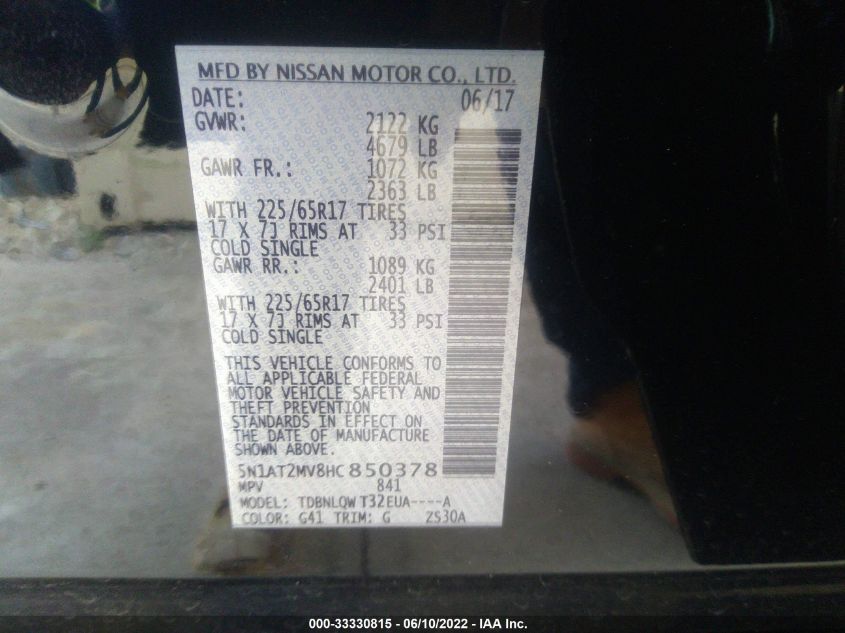 MFD BY NISSAN MOTOR CO., LTD.
DATE: 06/17
GVWR: 2122 KG
4679 LB
GAWR FR.: 1072 KG
2363 LB
WITH 225/65R17 TIRES
17 X 7J RIMS AT 33 PSI
COLD SINGLE
GAWR RR.: 1089 KG
2401 LB
WITH 225/65R17 TIRES
17 X 7J RIMS AT 33 PSI
COLD SINGLE
THIS VEHICLE CONFORMS TO
ALL APPLICABLE FEDERAL
MOTOR VEHICLE SAFETY AND
THEFT PREVENTION
STANDARDS IN EFFECT ON
THE DATE OF MANUFACTURE
SHOWN ABOVE.
5N1AT2MV8HC850378
MPV 841
MODEL: TDBNLQW T32EUA----A
COLOR: G41 TRIM: G ZS30A
000-33330815 - 06/10/2022 - IAA Inc.